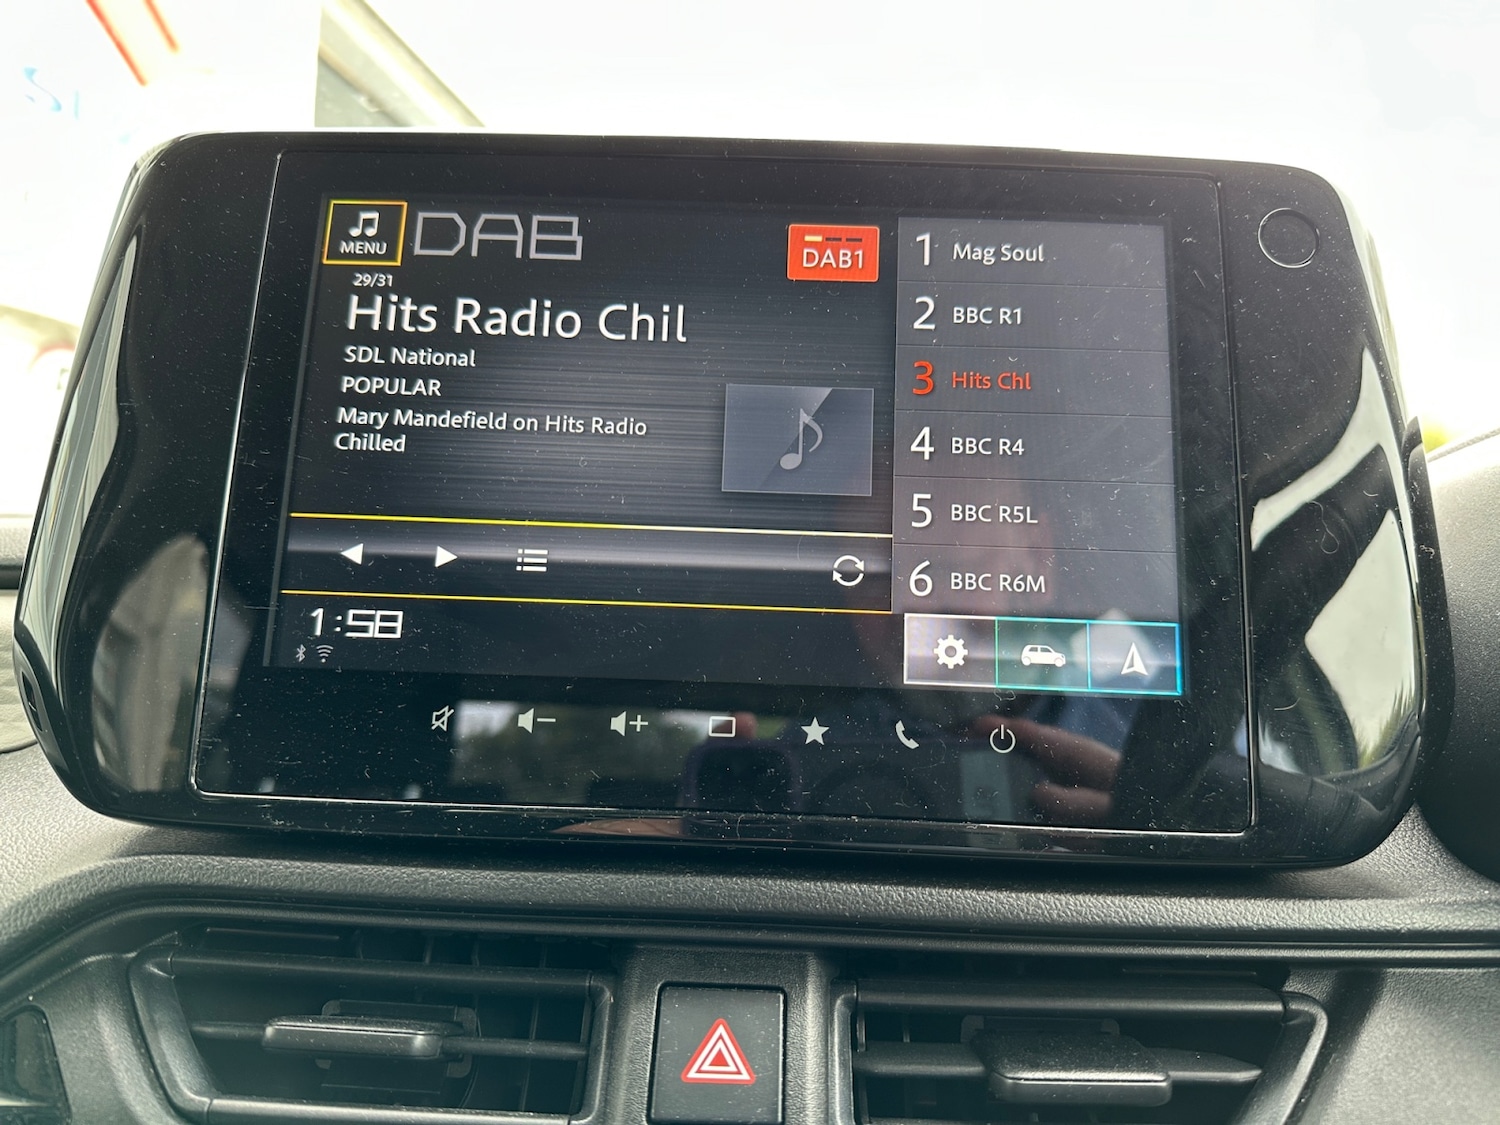 MENU
DAB
DAB1
29/31
Hits Radio Chil
SDL National
POPULAR
Mary Mandefield on Hits Radio
Chilled
1:58
1 Mag Soul
2 BBC R1
3 Hits Chl
4 BBC R4
5 BBC R5L
6 BBC R6M